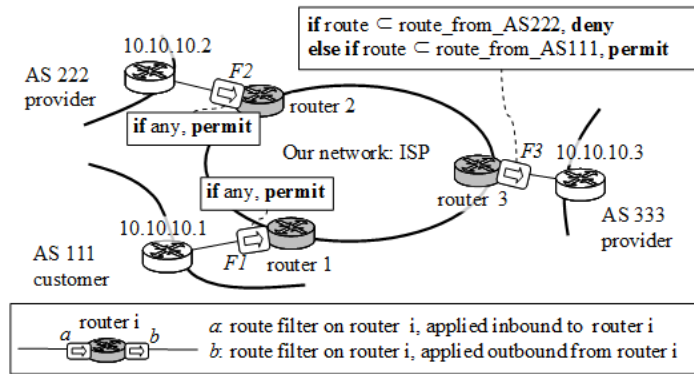 if route ⊂ route_from_AS222, deny
else if route ⊂ route_from_AS111, permit
10.10.10.2
AS 222
provider
F2
router 2
if any, permit
Our network: ISP
10.10.10.3
F3
router 3
if any, permit
AS 333
provider
10.10.10.1
AS 111
customer
F1
router 1
router i
a
b
a: route filter on router i, applied inbound to router i
b: route filter on router i, applied outbound from router i